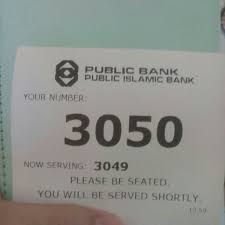 PUBLIC BANK
PUBLIC ISLAMIC BANK
YOUR NUMBER:
3050
NOW SERVING: 3049
PLEASE BE SEATED.
YOU WILL BE SERVED SHORTLY.